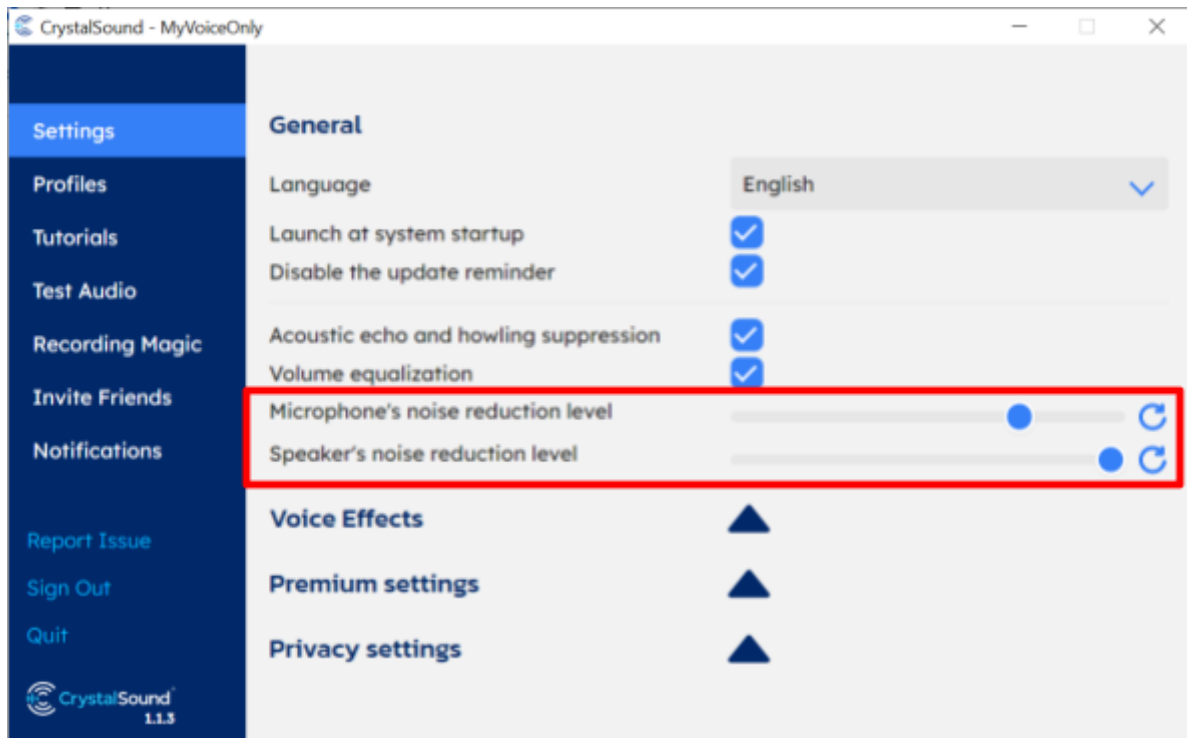 CrystalSound - MyVoiceOnly
Settings
Profiles
Tutorials
Test Audio
Recording Magic
Invite Friends
Notifications
Report Issue
Sign Out
Quit
CrystalSound
1.1.3
General
Language English
Launch at system startup
Disable the update reminder
Acoustic echo and howling suppression
Volume equalization
Microphone's noise reduction level
Speaker's noise reduction level
Voice Effects
Premium settings
Privacy settings